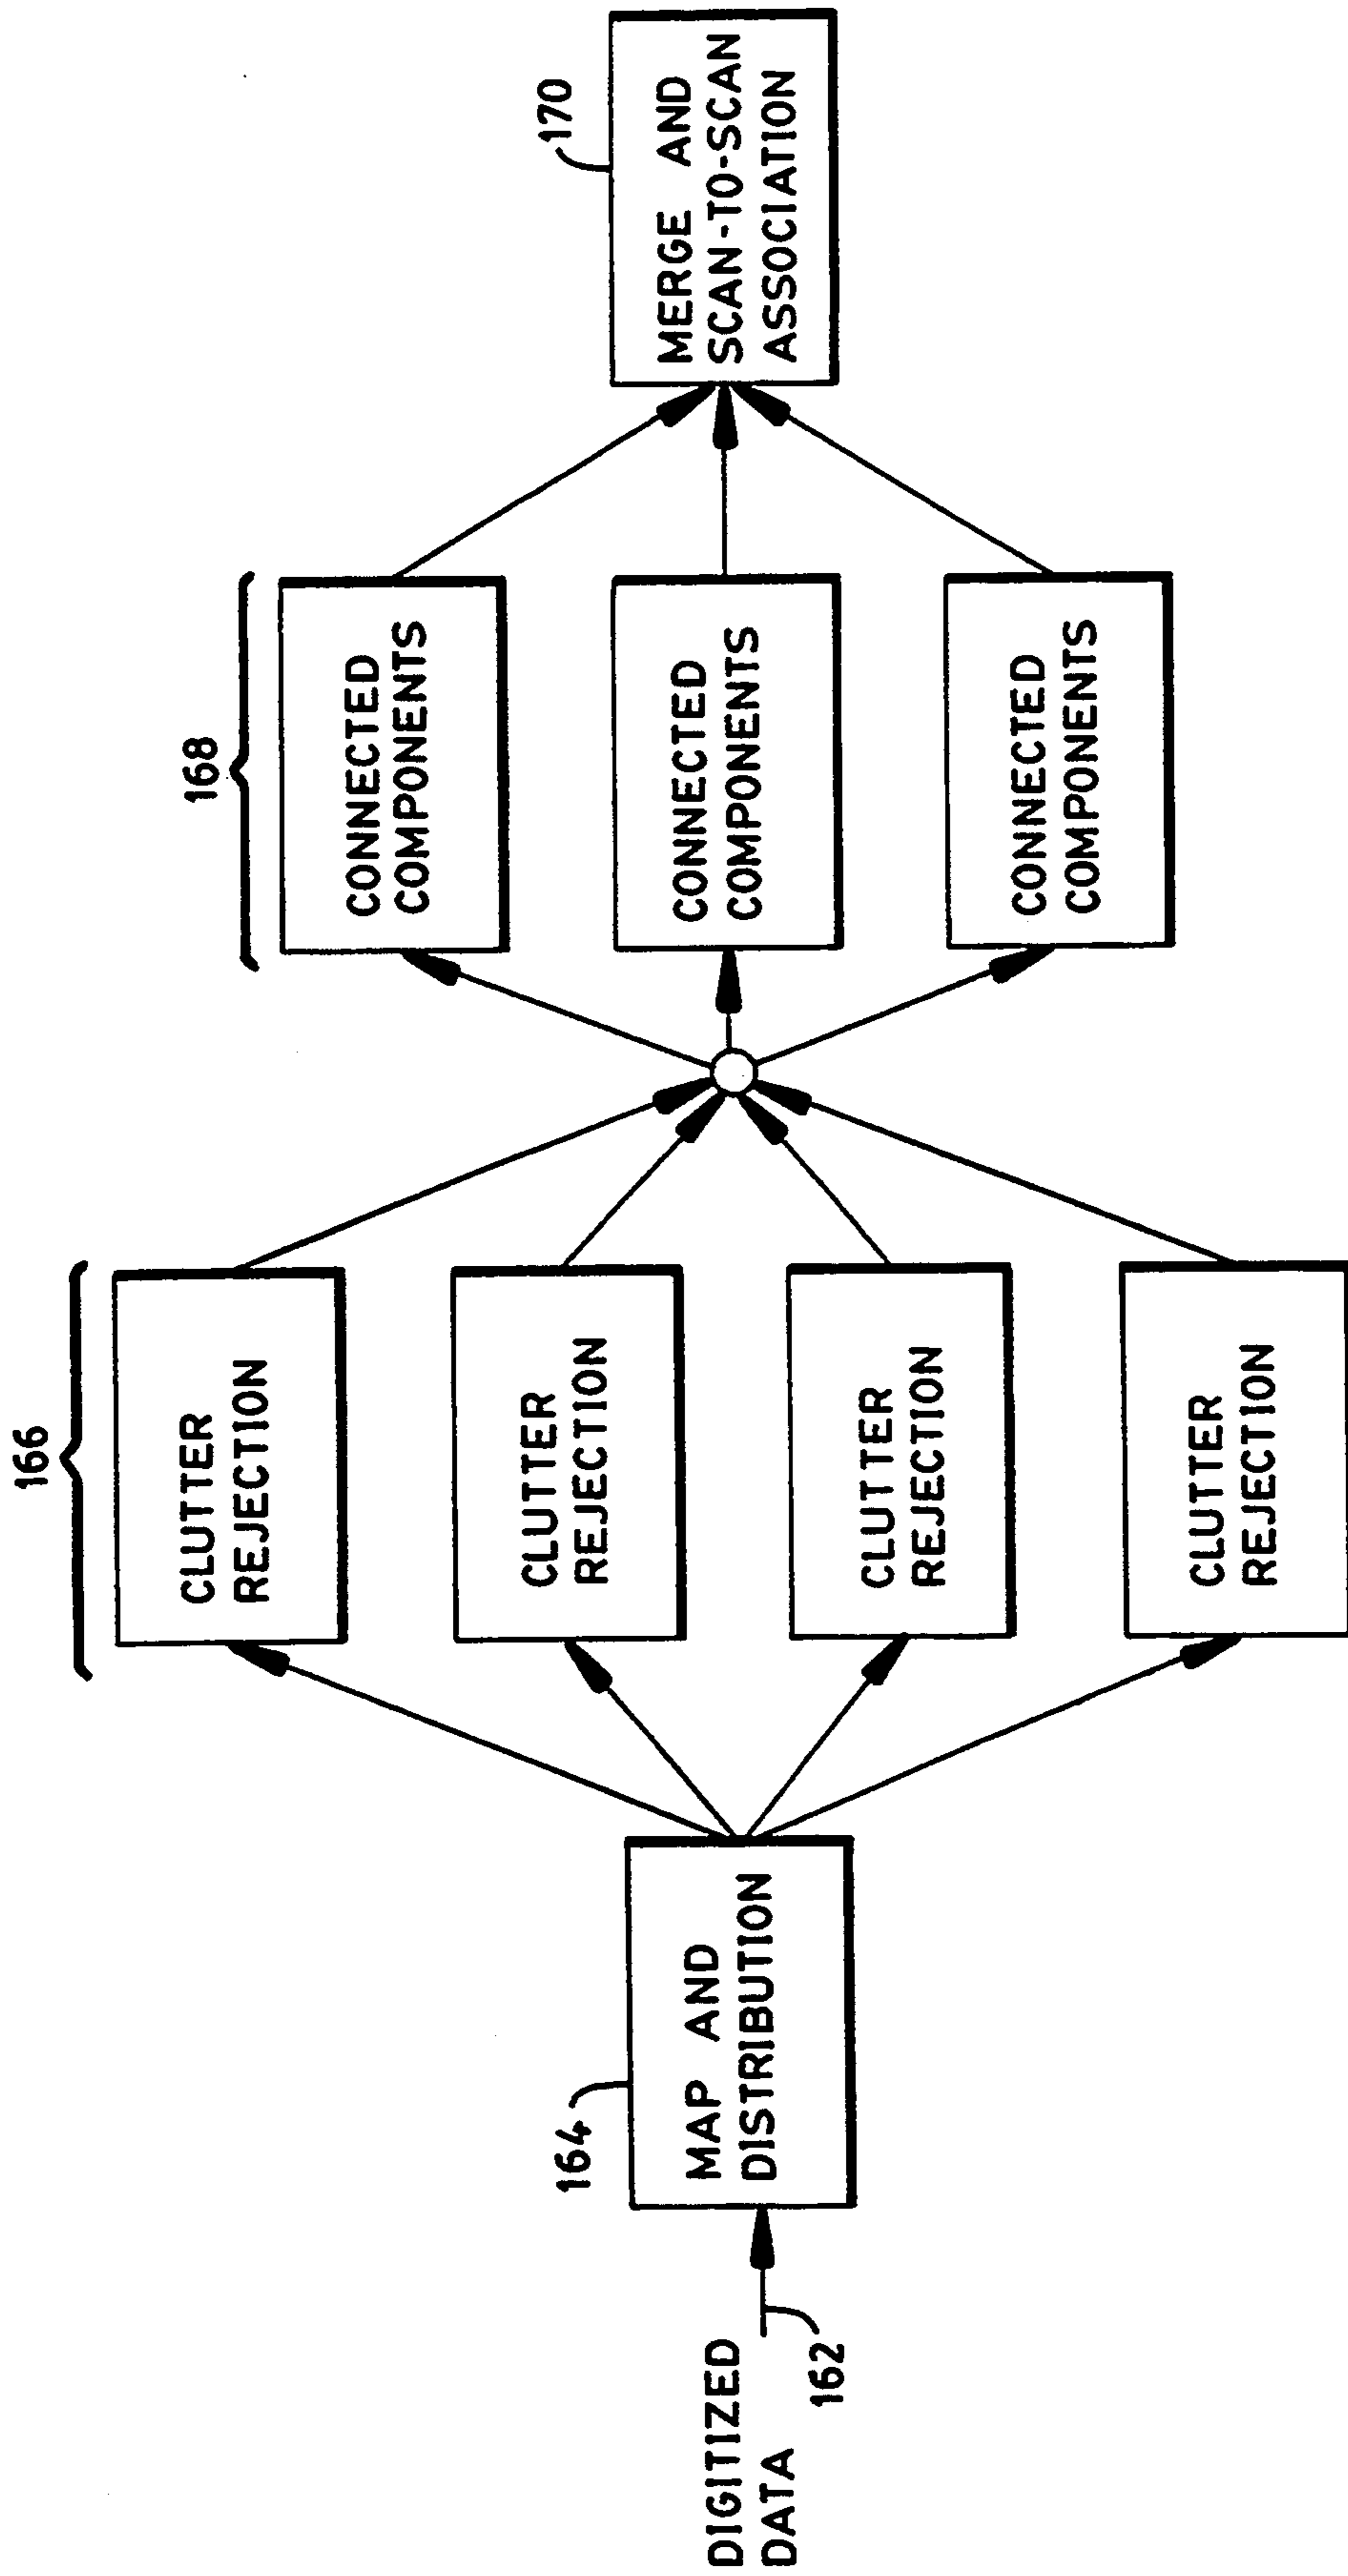 DIGITIZED
DATA
162
164
MAP AND
DISTRIBUTION
166
CLUTTER
REJECTION
CLUTTER
REJECTION
CLUTTER
REJECTION
CLUTTER
REJECTION
168
CONNECTED
COMPONENTS
CONNECTED
COMPONENTS
CONNECTED
COMPONENTS
170
MERGE AND
SCAN-TO-SCAN
ASSOCIATION